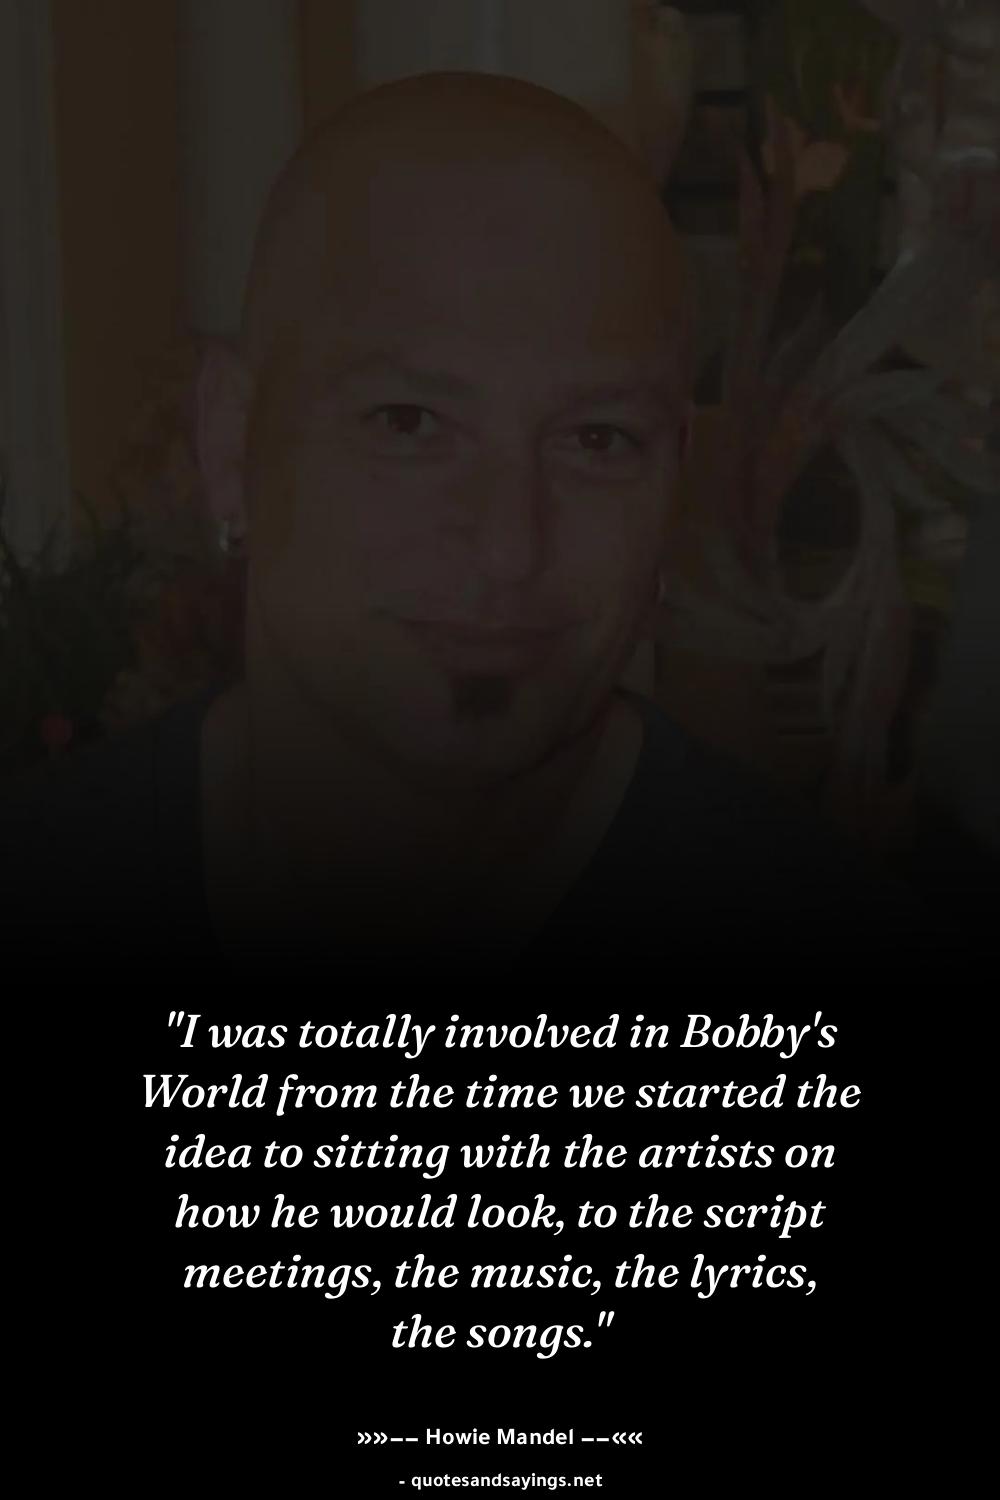 "I was totally involved in Bobby's
World from the time we started the
idea to sitting with the artists on
how he would look, to the script
meetings, the music, the lyrics,
the songs."
»»−− Howie Mandel −−««
- quotesandsayings.net